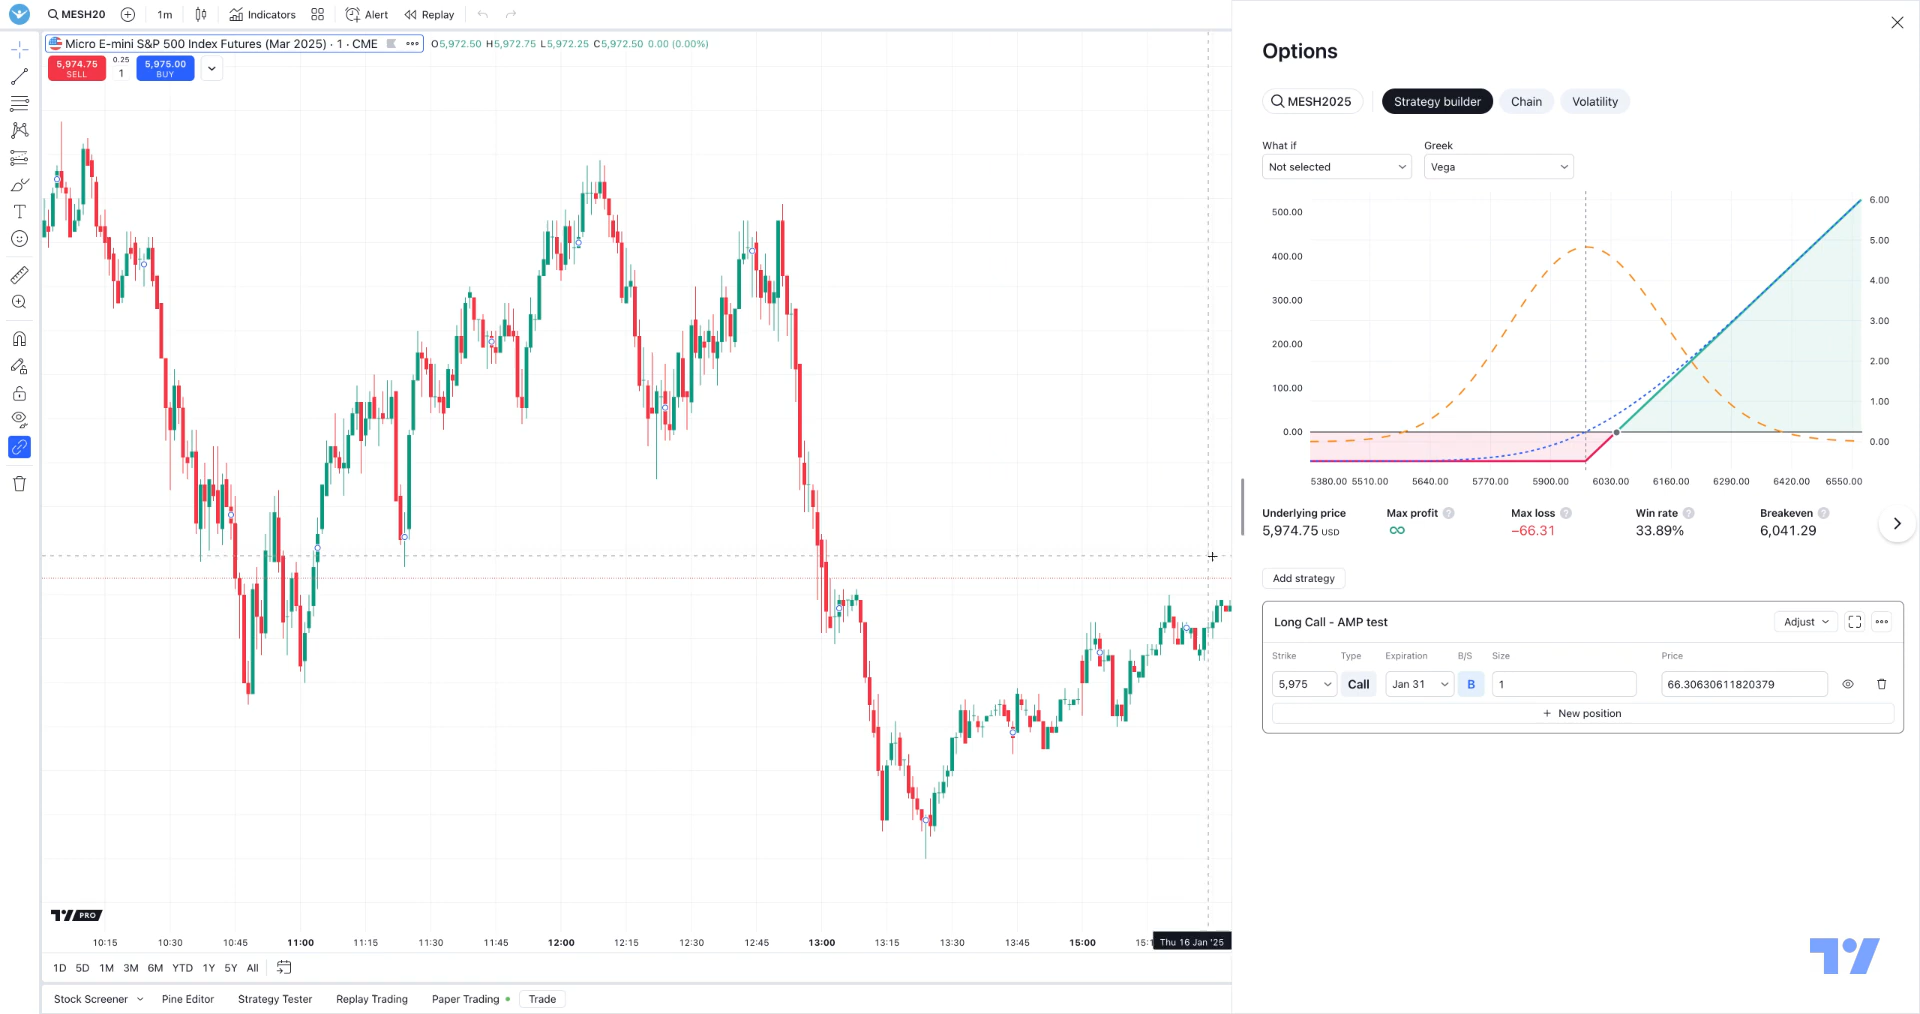 MESH20
1m
Indicators
Alert
Replay
Micro E-mini S&P 500 Index Futures (Mar 2025) · 1 · CME
O5,972.50 H5,972.75 L5,972.25 C5,972.50 0.00 (0.00%)
5,974.75
SELL
0.25
1
5,975.00
BUY
PRO
10:15 10:30 10:45 11:00 11:15 11:30 11:45 12:00 12:15 12:30 12:45 13:00 13:15 13:30 13:45 15:00 15:1
Thu 16 Jan '25
1D 5D 1M 3M 6M YTD 1Y 5Y All
Stock Screener Pine Editor Strategy Tester Replay Trading Paper Trading Trade
Options
MESH2025 Strategy builder Chain Volatility
What if Greek
Not selected Vega
500.00
400.00
300.00
200.00
100.00
0.00
6.00
5.00
4.00
3.00
2.00
1.00
0.00
5380.00 5510.00 5640.00 5770.00 5900.00 6030.00 6160.00 6290.00 6420.00 6550.00
Underlying price Max profit Max loss Win rate Breakeven
5,974.75 USD ∞ −66.31 33.89% 6,041.29
Add strategy
Long Call - AMP test Adjust
Strike Type Expiration B/S Size Price
5,975 Call Jan 31 B 1 66.30630611820379
+ New position